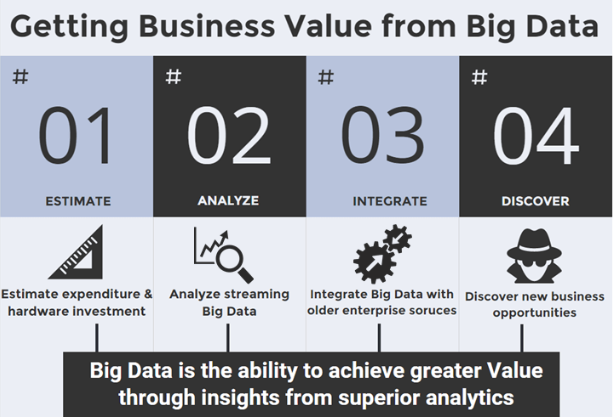 Getting Business Value from Big Data
#
01
ESTIMATE
#
02
ANALYZE
#
03
INTEGRATE
#
04
DISCOVER
Estimate expenditure &
hardware investment
Analyze streaming
Big Data
Integrate Big Data with
older enterprise soruces
Discover new business
opportunities
Big Data is the ability to achieve greater Value
through insights from superior analytics